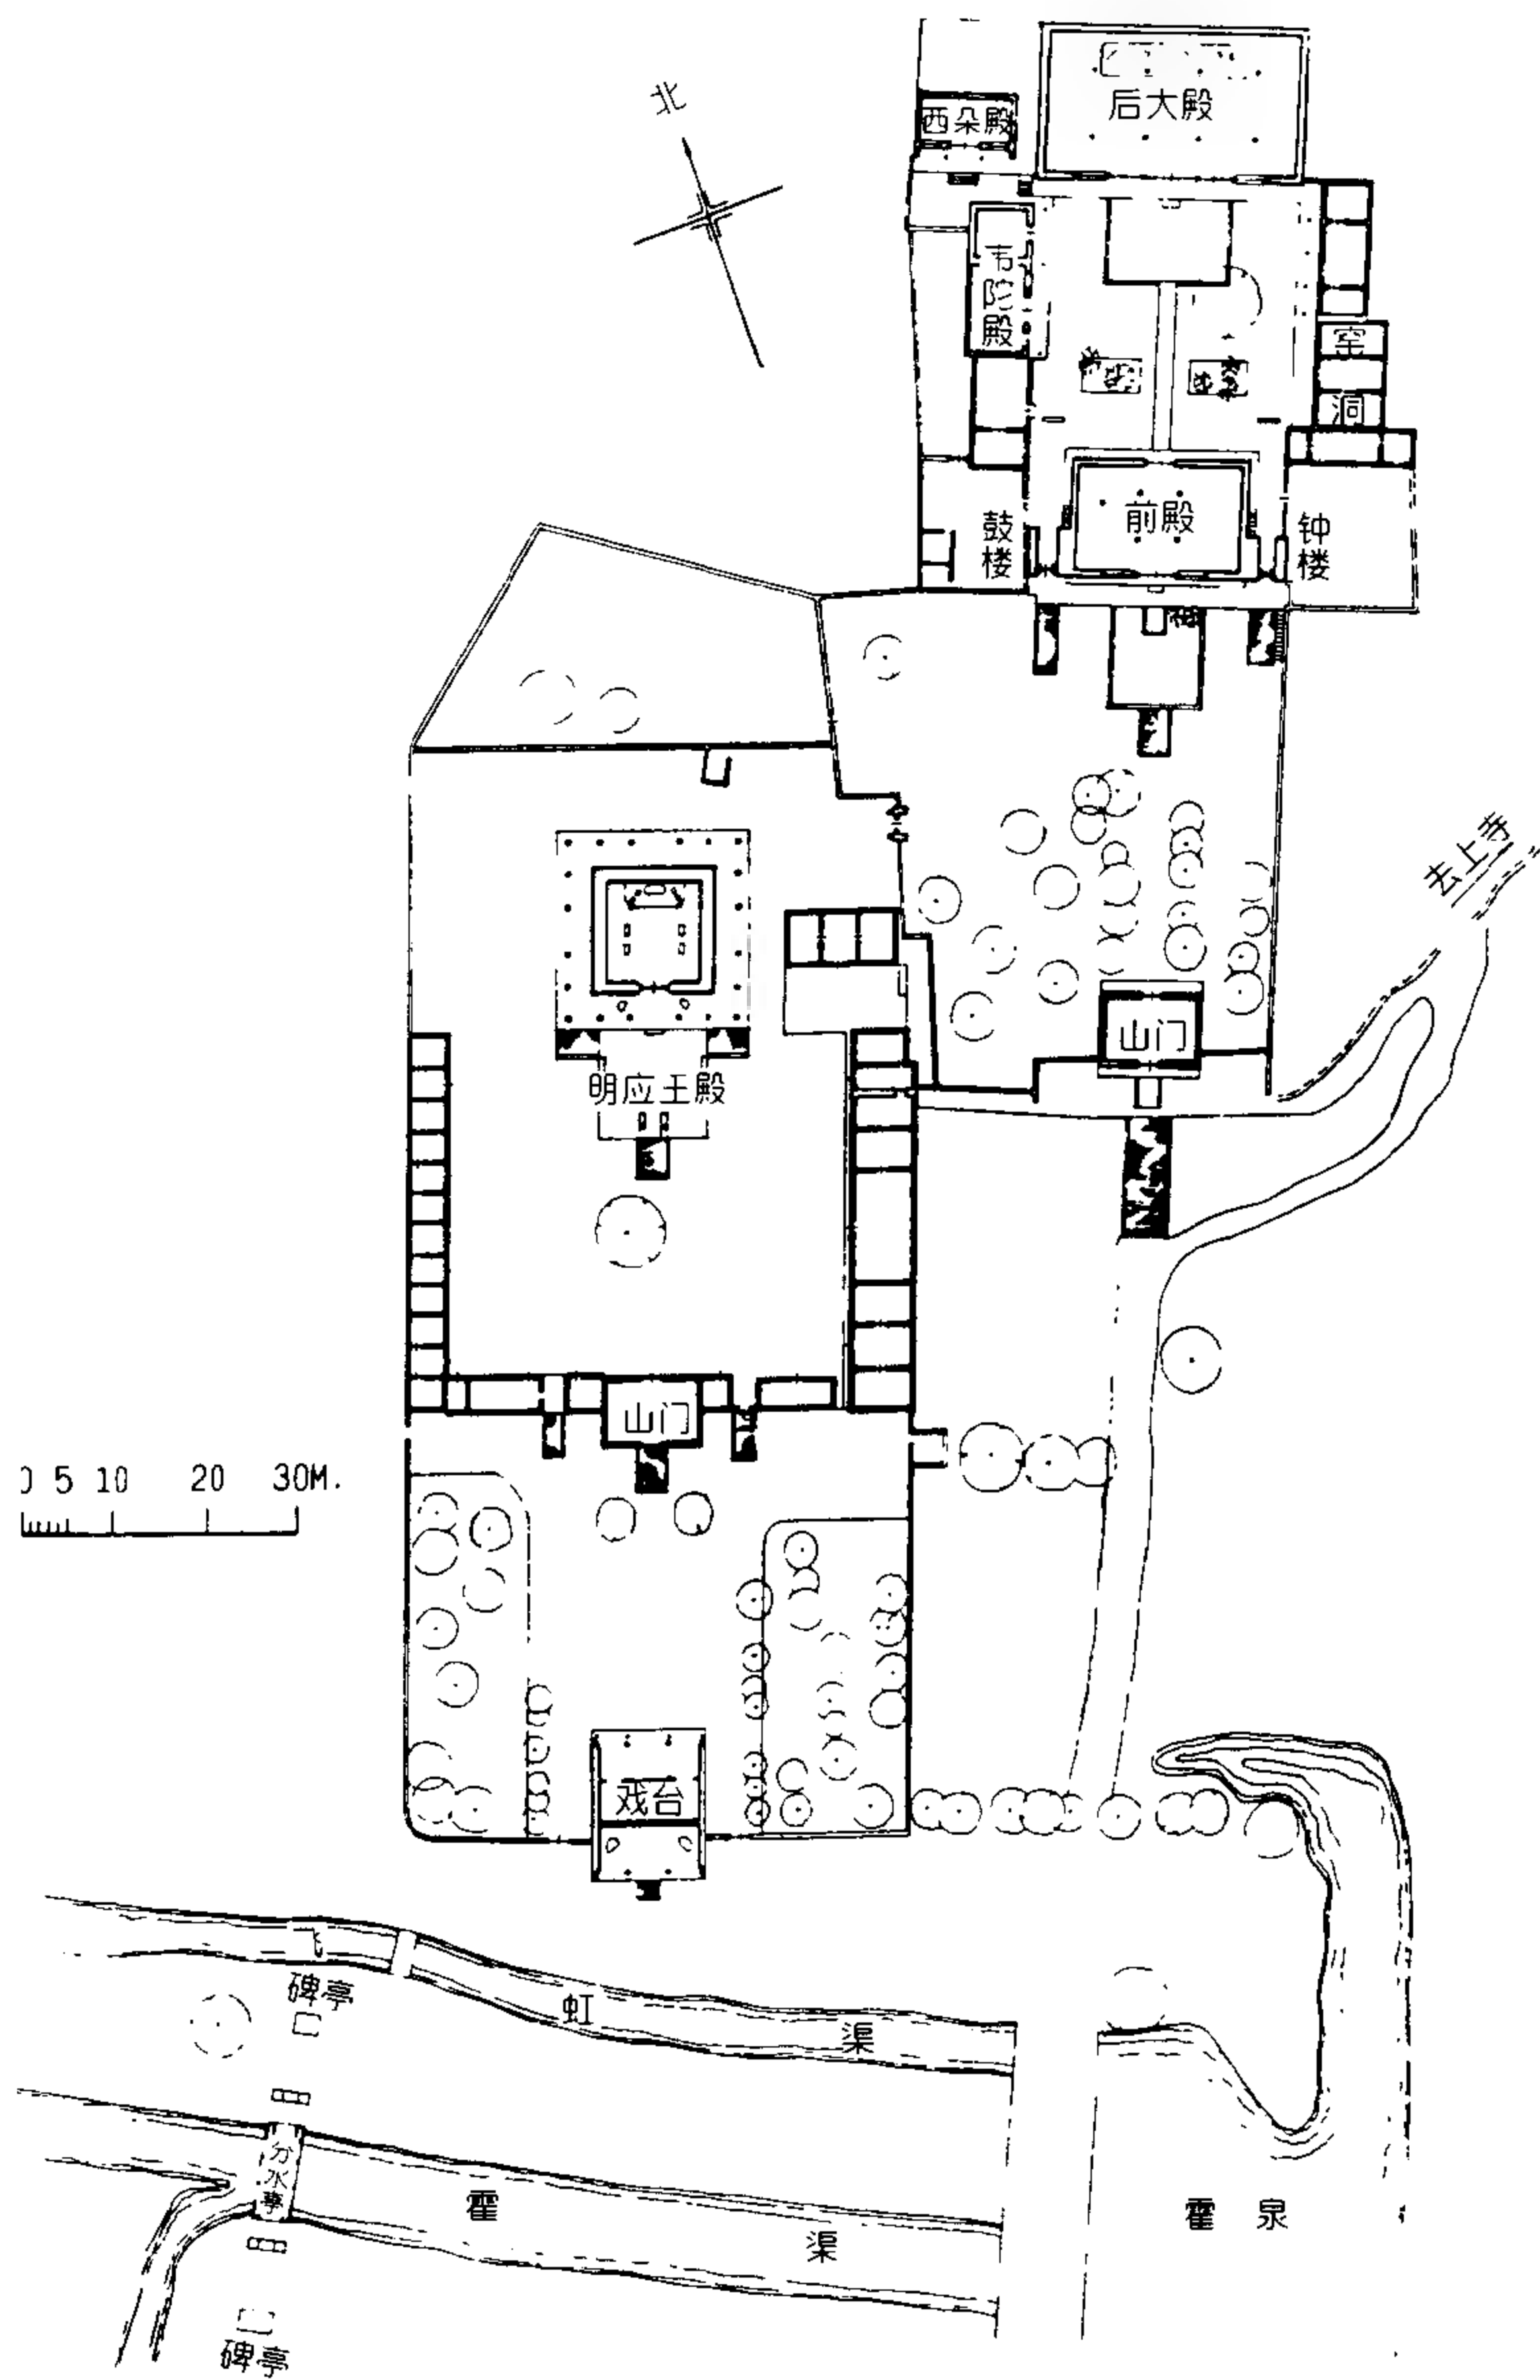 北
后大殿
西朵殿
韦陀殿
窑洞
前殿
鼓楼
钟楼
去上寺
山门
明应王殿
山门
0 5 10 20 30M.
戏台
飞
虹
渠
碑亭
分水亭
霍
渠
霍泉
碑亭